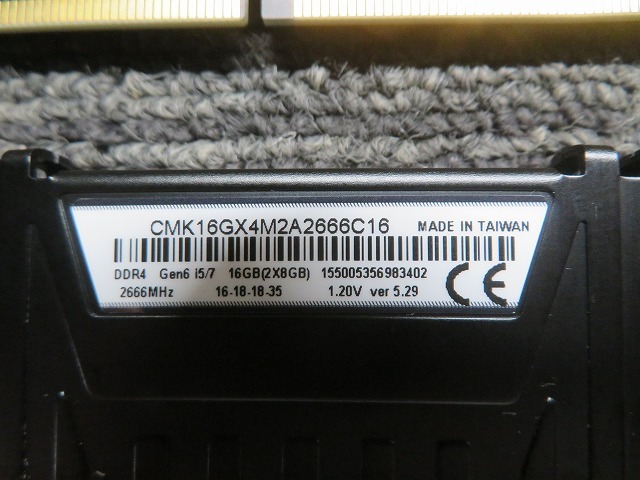 CMK16GX4M2A2666C16 MADE IN TAIWAN
DDR4 Gen6 i5/7 16GB(2X8GB) 155005356983402
2666MHz 16-18-18-35 1.20V ver 5.29
CE